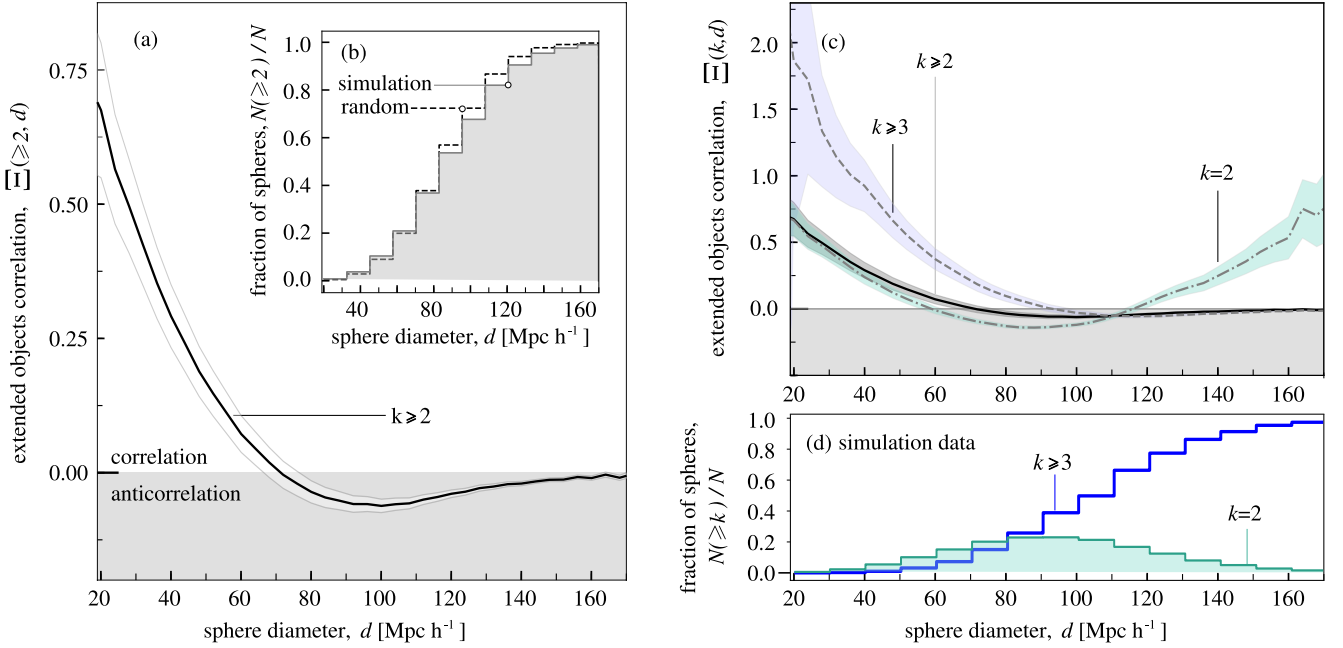 (a)
0.75
0.50
0.25
0.00
extended objects correlation, Ξ(⩾2, d)
k⩾2
correlation
anticorrelation
20 40 60 80 100 120 140 160
sphere diameter, d [Mpc h⁻¹]
(b)
1.0
0.8
0.6
0.4
0.2
0.0
fraction of spheres, N(⩾2) / N
simulation
random
40 80 120 160
sphere diameter, d [Mpc h⁻¹]
(c)
2.0
1.5
1.0
0.5
0.0
extended objects correlation, Ξ(k,d)
k⩾2
k⩾3
k=2
20 40 60 80 100 120 140 160
(d) simulation data
1.0
0.8
0.6
0.4
0.2
0.0
fraction of spheres,
N(⩾k) / N
k⩾3
k=2
20 40 60 80 100 120 140 160
sphere diameter, d [Mpc h⁻¹]